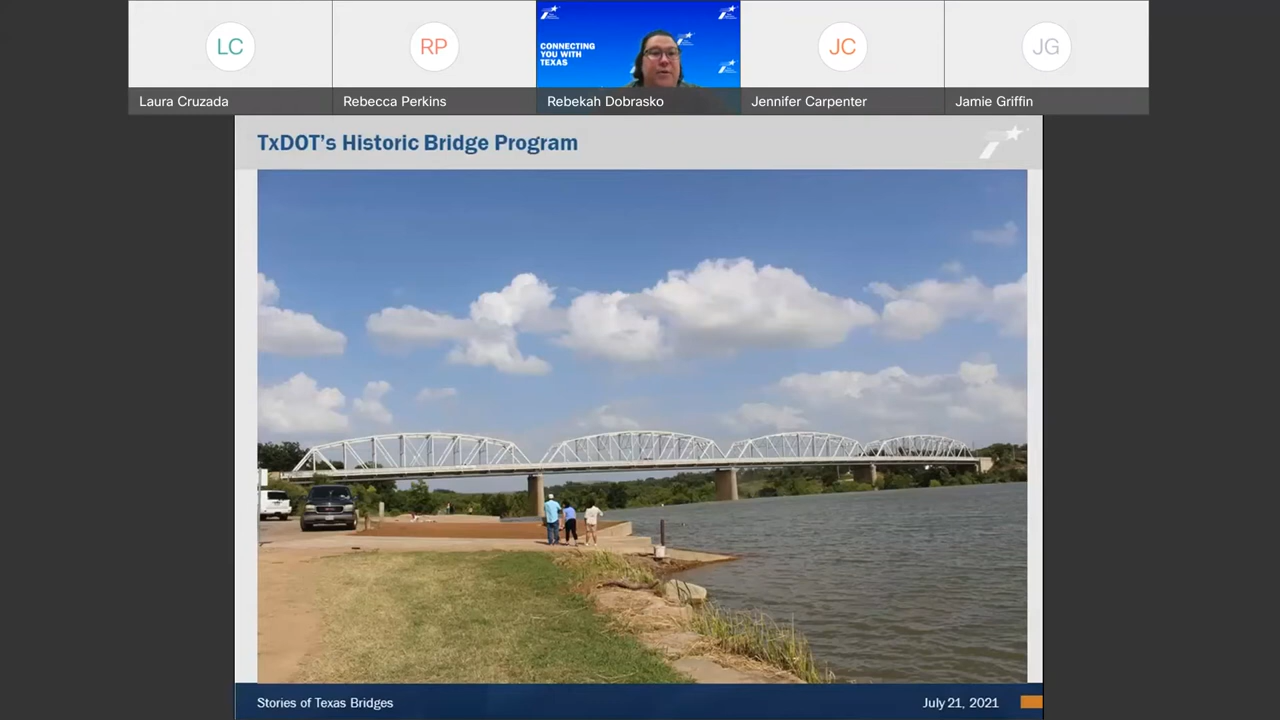 LC
RP
CONNECTING
YOU WITH
TEXAS
JC
JG
Laura Cruzada
Rebecca Perkins
Rebekah Dobrasko
Jennifer Carpenter
Jamie Griffin
TxDOT's Historic Bridge Program
Stories of Texas Bridges
July 21, 2021